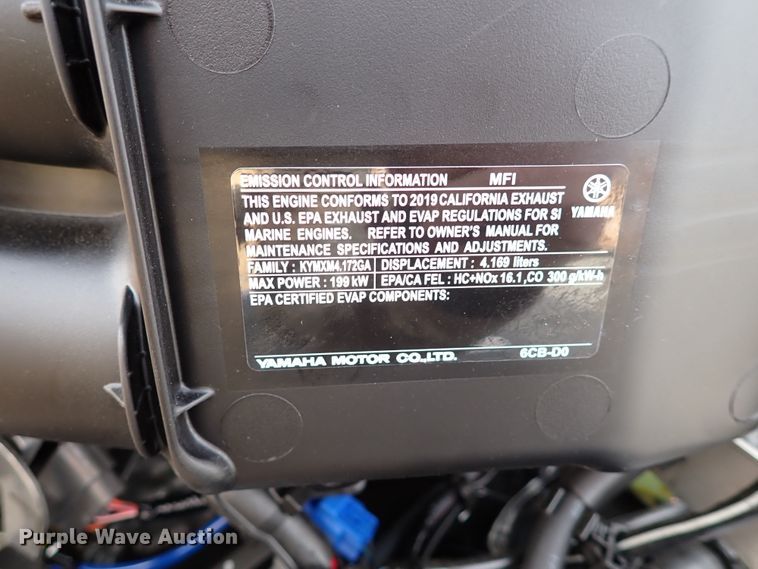 EMISSION CONTROL INFORMATION MFI
THIS ENGINE CONFORMS TO 2019 CALIFORNIA EXHAUST
AND U.S. EPA EXHAUST AND EVAP REGULATIONS FOR SI
MARINE ENGINES. REFER TO OWNER'S MANUAL FOR
MAINTENANCE SPECIFICATIONS AND ADJUSTMENTS.
YAMAHA
FAMILY : KYMXM4.172GA DISPLACEMENT : 4.169 liters
MAX POWER : 199 kW EPA/CA FEL : HC+NOx 16.1,CO 300 g/kW-h
EPA CERTIFIED EVAP COMPONENTS:
YAMAHA MOTOR CO.,LTD. 6CB-D0
Purple Wave Auction